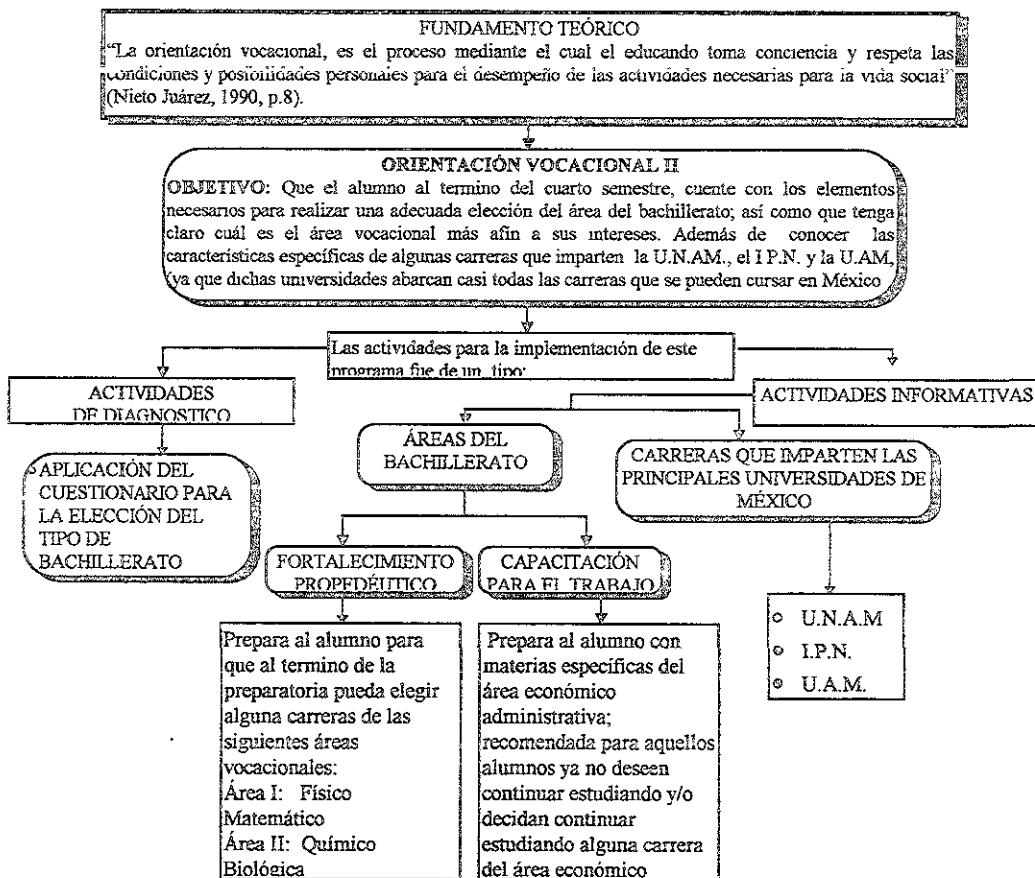 FUNDAMENTO TEÓRICO
“La orientación vocacional, es el proceso mediante el cual el educando toma conciencia y respeta las
condiciones y posibilidades personales para el desempeño de las actividades necesarias para la vida social”
(Nieto Juárez, 1990, p.8).
ORIENTACIÓN VOCACIONAL II
OBJETIVO: Que el alumno al termino del cuarto semestre, cuente con los elementos
necesarios para realizar una adecuada elección del área del bachillerato; así como que tenga
claro cuál es el área vocacional más afín a sus intereses. Además de conocer las
características específicas de algunas carreras que imparten la U.N.AM., el I P.N. y la U.AM,
(ya que dichas universidades abarcan casi todas las carreras que se pueden cursar en México
Las actividades para la implementación de este
programa fue de un tipo:
ACTIVIDADES
DE DIAGNOSTICO
ACTIVIDADES INFORMATIVAS
APLICACIÓN DEL
CUESTIONARIO PARA
LA ELECCIÓN DEL
TIPO DE
BACHILLERATO
ÁREAS DEL
BACHILLERATO
CARRERAS QUE IMPARTEN LAS
PRINCIPALES UNIVERSIDADES DE
MÉXICO
FORTALECIMIENTO
PROPEDÉUTICO
CAPACITACIÓN
PARA EL TRABAJO
Prepara al alumno para
que al termino de la
preparatoria pueda elegir
alguna carreras de las
siguientes áreas
vocacionales:
Área I: Físico
Matemático
Área II: Químico
Biológica
Prepara al alumno con
materias específicas del
área económico
administrativa;
recomendada para aquellos
alumnos ya no deseen
continuar estudiando y/o
decidan continuar
estudiando alguna carrera
del área económico
U.N.A.M
I.P.N.
U.A.M.